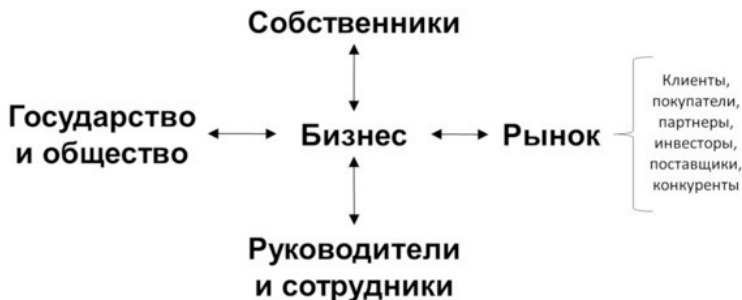 Собственники
Государство
и общество
Бизнес
Рынок
Клиенты,
покупатели,
партнеры,
инвесторы,
поставщики,
конкуренты
Руководители
и сотрудники